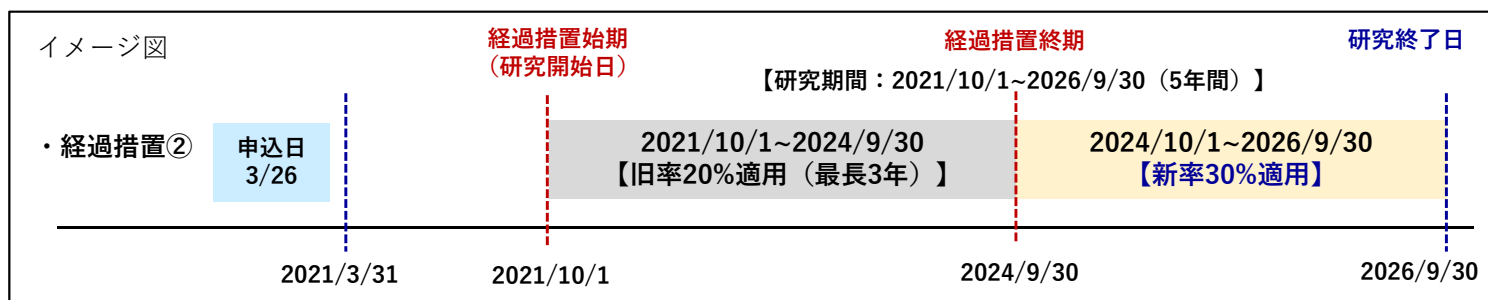 イメージ図
経過措置始期
（研究開始日）
経過措置終期
研究終了日
【研究期間：2021/10/1~2026/9/30（5年間）】
・経過措置②
申込日
3/26
2021/10/1~2024/9/30
【旧率20%適用（最長3年）】
2024/10/1~2026/9/30
【新率30%適用】
2021/3/31
2021/10/1
2024/9/30
2026/9/30